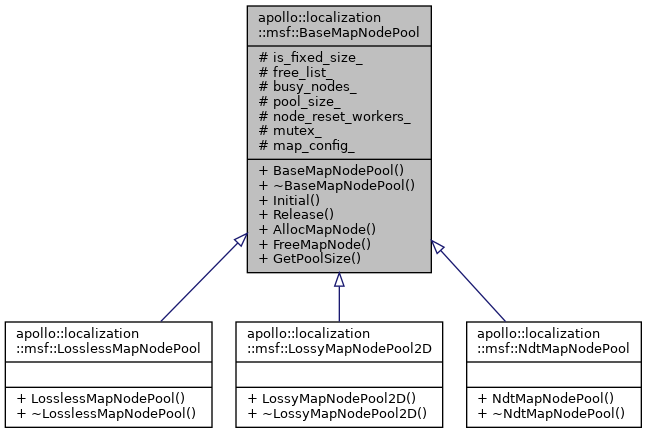 apollo::localization
::msf::BaseMapNodePool
# is_fixed_size_
# free_list_
# busy_nodes_
# pool_size_
# node_reset_workers_
# mutex_
# map_config_
+ BaseMapNodePool()
+ ~BaseMapNodePool()
+ Initial()
+ Release()
+ AllocMapNode()
+ FreeMapNode()
+ GetPoolSize()
apollo::localization
::msf::LosslessMapNodePool
+ LosslessMapNodePool()
+ ~LosslessMapNodePool()
apollo::localization
::msf::LossyMapNodePool2D
+ LossyMapNodePool2D()
+ ~LossyMapNodePool2D()
apollo::localization
::msf::NdtMapNodePool
+ NdtMapNodePool()
+ ~NdtMapNodePool()